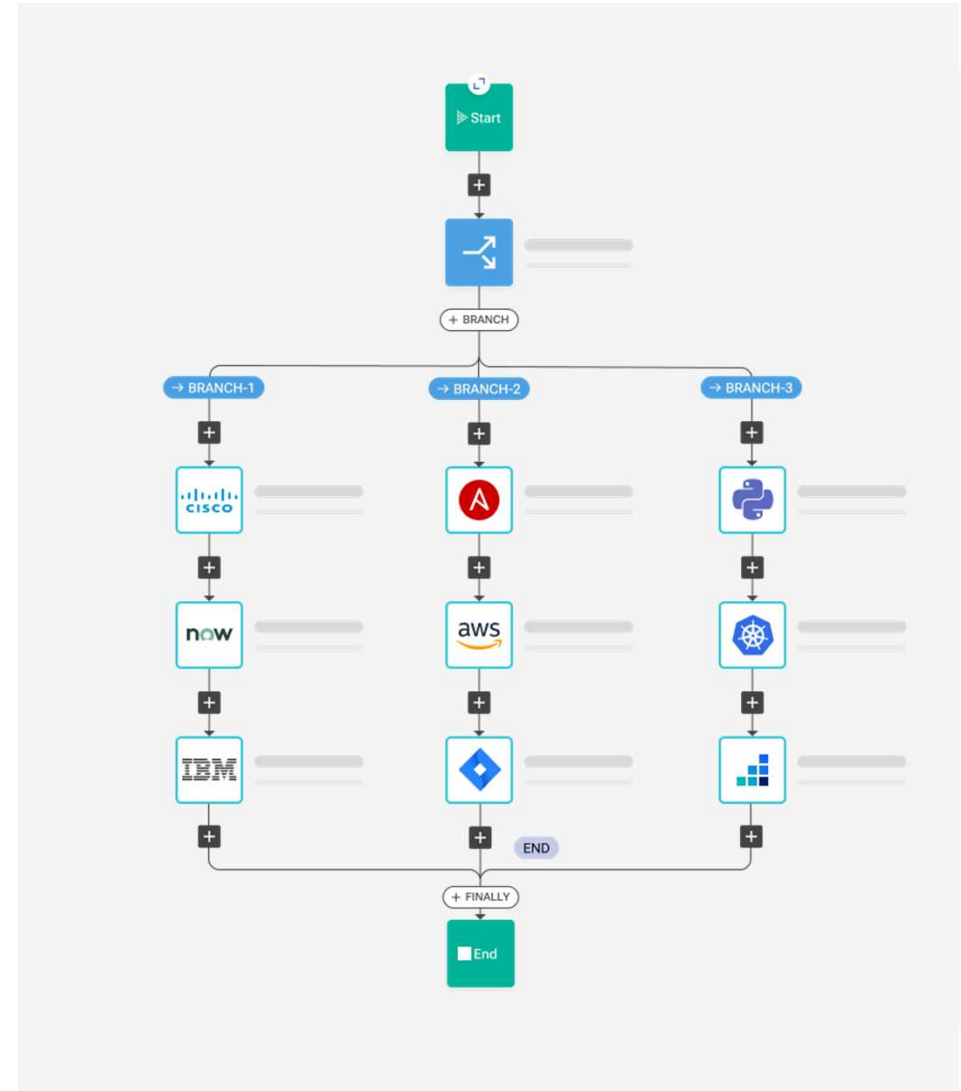 Start
+ BRANCH
→ BRANCH-1
→ BRANCH-2
→ BRANCH-3
CISCO
now
aws
IBM
END
+ FINALLY
End